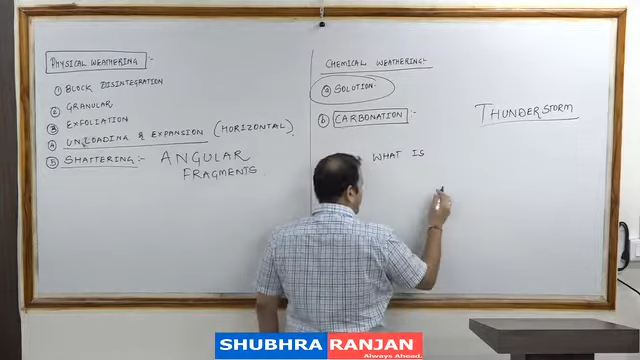 PHYSICAL WEATHERING :-
① BLOCK DISINTEGRATION
② GRANULAR
③ EXFOLIATION
④ UNLOADING & EXPANSION (HORIZONTAL).
⑤ SHATTERING :- ANGULAR
FRAGMENTS.
CHEMICAL WEATHERING:-
ⓐ SOLUTION.
ⓑ CARBONATION :-
WHAT IS
THUNDERSTORM
SHUBHRA RANJAN
Always Ahead.